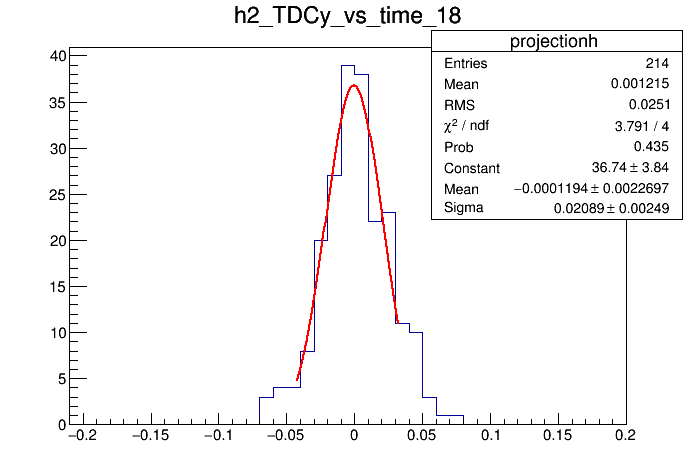 h2_TDCy_vs_time_18
projectionh
Entries 214
Mean 0.001215
RMS 0.0251
χ² / ndf 3.791 / 4
Prob 0.435
Constant 36.74 ± 3.84
Mean −0.0001194 ± 0.0022697
Sigma 0.02089 ± 0.00249
40
35
30
25
20
15
10
5
0
−0.2 −0.15 −0.1 −0.05 0 0.05 0.1 0.15 0.2